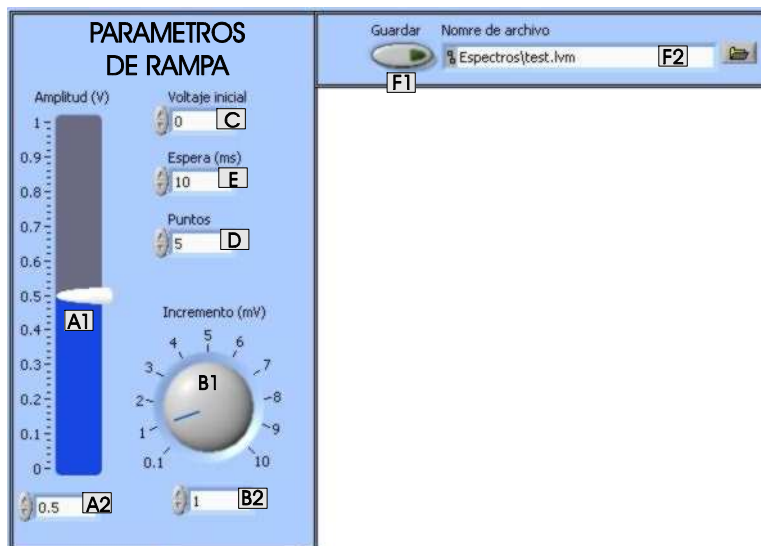 PARAMETROS
DE RAMPA
Amplitud (V)
1
0.9
0.8
0.7
0.6
0.5
0.4
0.3
0.2
0.1
0
A1
0.5
A2
Voltaje inicial
0
C
Espera (ms)
10
E
Puntos
5
D
Incremento (mV)
0.1
1
2
3
4
5
6
7
8
9
10
B1
1
B2
Guardar
F1
Nomre de archivo
Espectros\test.lvm
F2